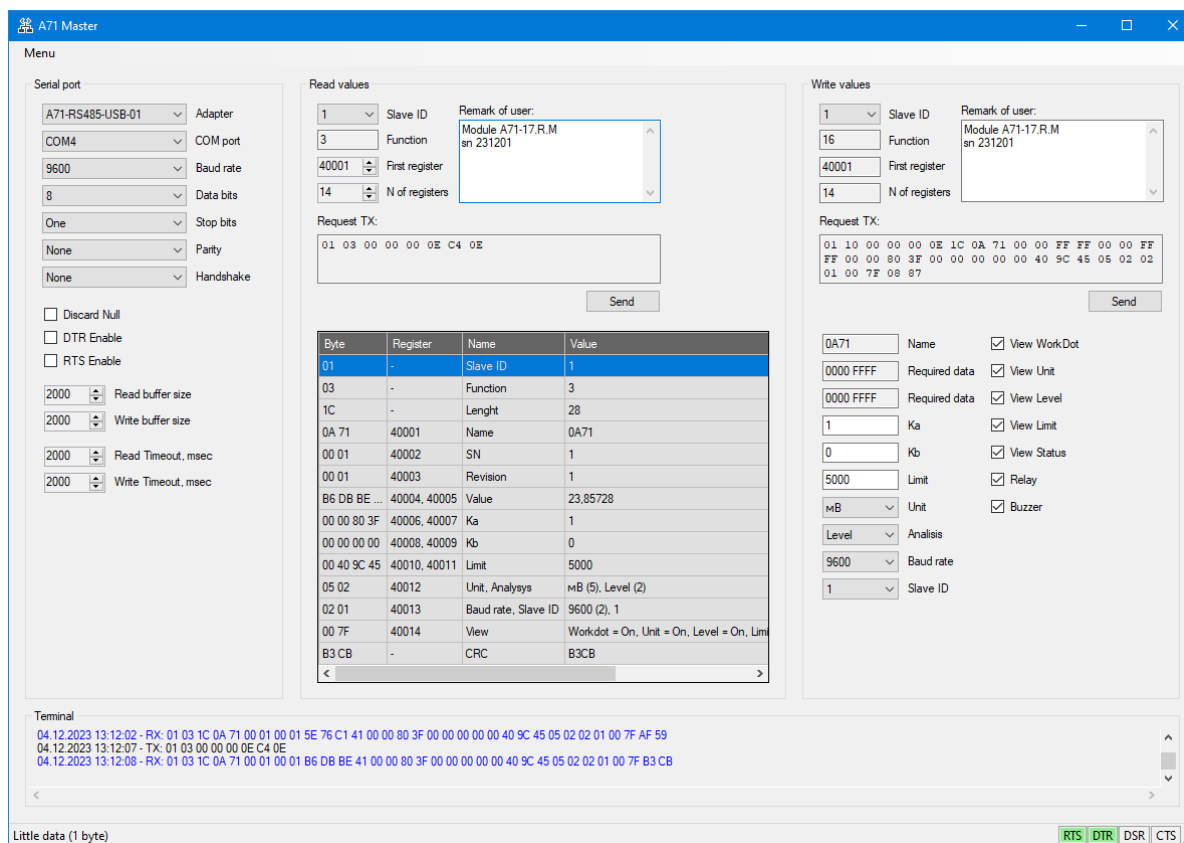 A71 Master
Menu
Serial port
A71-RS485-USB-01 Adapter
COM4 COM port
9600 Baud rate
8 Data bits
One Stop bits
None Parity
None Handshake
Discard Null
DTR Enable
RTS Enable
2000 Read buffer size
2000 Write buffer size
2000 Read Timeout, msec
2000 Write Timeout, msec
Read values
1 Slave ID
3 Function
40001 First register
14 N of registers
Remark of user:
Module A71-17.R.M
sn 231201
Request TX:
01 03 00 00 00 0E C4 0E
Send
Byte Register Name Value
01 - Slave ID 1
03 - Function 3
1C - Lenght 28
0A 71 40001 Name 0A71
00 01 40002 SN 1
00 01 40003 Revision 1
B6 DB BE ... 40004, 40005 Value 23,85728
00 00 80 3F 40006, 40007 Ka 1
00 00 00 00 40008, 40009 Kb 0
00 40 9C 45 40010, 40011 Limit 5000
05 02 40012 Unit, Analysys мВ (5), Level (2)
02 01 40013 Baud rate, Slave ID 9600 (2), 1
00 7F 40014 View Workdot = On, Unit = On, Level = On, Limi
B3 CB - CRC B3CB
Write values
1 Slave ID
16 Function
40001 First register
14 N of registers
Remark of user:
Module A71-17.R.M
sn 231201
Request TX:
01 10 00 00 00 0E 1C 0A 71 00 00 FF FF 00 00 FF
FF 00 00 80 3F 00 00 00 00 00 40 9C 45 05 02 02
01 00 7F 08 87
Send
0A71 Name View WorkDot
0000 FFFF Required data View Unit
0000 FFFF Required data View Level
1 Ka View Limit
0 Kb View Status
5000 Limit Relay
мВ Unit Buzzer
Level Analisis
9600 Baud rate
1 Slave ID
Terminal
04.12.2023 13:12:02 - RX: 01 03 1C 0A 71 00 01 00 01 5E 76 C1 41 00 00 80 3F 00 00 00 00 00 40 9C 45 05 02 02 01 00 7F AF 59
04.12.2023 13:12:07 - TX: 01 03 00 00 00 0E C4 0E
04.12.2023 13:12:08 - RX: 01 03 1C 0A 71 00 01 00 01 B6 DB BE 41 00 00 80 3F 00 00 00 00 00 40 9C 45 05 02 02 01 00 7F B3 CB
Little data (1 byte)
RTS DTR DSR CTS